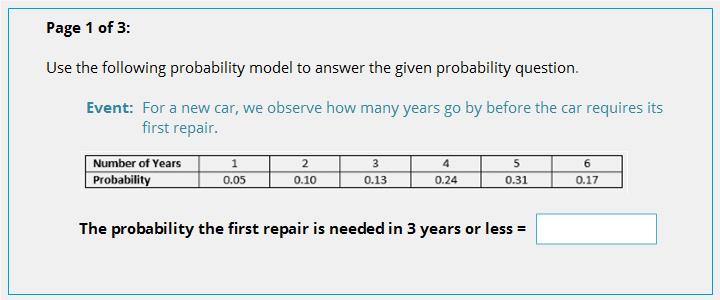 Page 1 of 3:
Use the following probability model to answer the given probability question.
Event: For a new car, we observe how many years go by before the car requires its
first repair.
Number of Years 1 2 3 4 5 6
Probability 0.05 0.10 0.13 0.24 0.31 0.17
The probability the first repair is needed in 3 years or less =